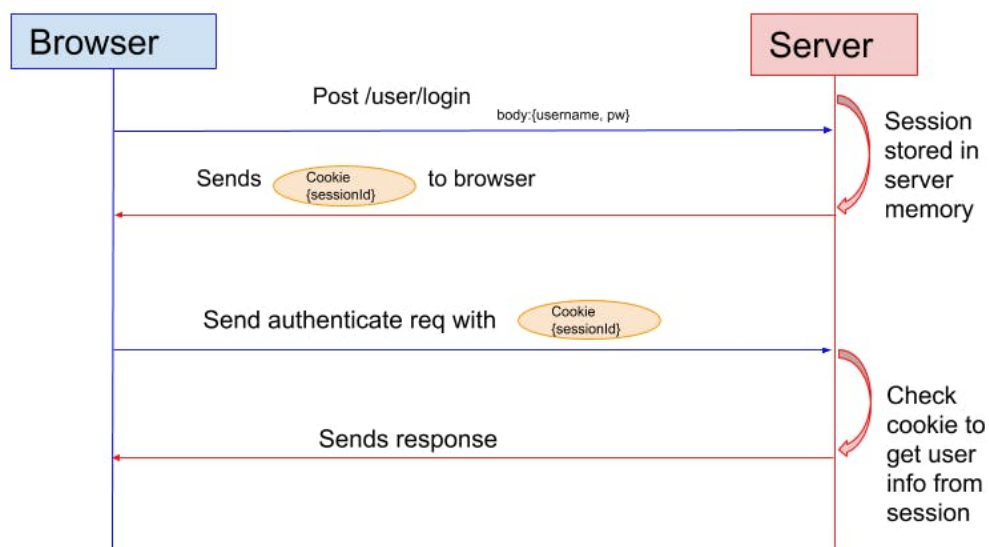 Browser
Server
Post /user/login
body:{username, pw}
Session
stored in
server
memory
Sends
Cookie
{sessionId}
to browser
Send authenticate req with
Cookie
{sessionId}
Check
cookie to
get user
info from
session
Sends response